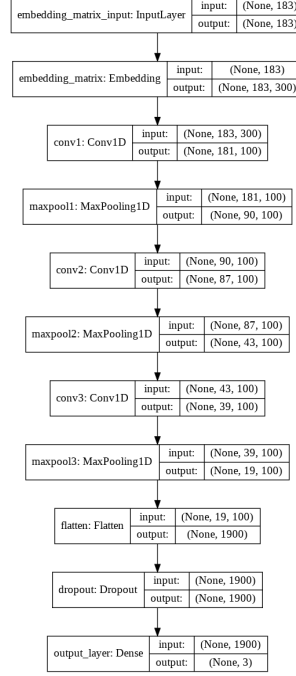 embedding_matrix_input: InputLayer
input: (None, 183)
output: (None, 183)
embedding_matrix: Embedding
input: (None, 183)
output: (None, 183, 300)
conv1: Conv1D
input: (None, 183, 300)
output: (None, 181, 100)
maxpool1: MaxPooling1D
input: (None, 181, 100)
output: (None, 90, 100)
conv2: Conv1D
input: (None, 90, 100)
output: (None, 87, 100)
maxpool2: MaxPooling1D
input: (None, 87, 100)
output: (None, 43, 100)
conv3: Conv1D
input: (None, 43, 100)
output: (None, 39, 100)
maxpool3: MaxPooling1D
input: (None, 39, 100)
output: (None, 19, 100)
flatten: Flatten
input: (None, 19, 100)
output: (None, 1900)
dropout: Dropout
input: (None, 1900)
output: (None, 1900)
output_layer: Dense
input: (None, 1900)
output: (None, 3)